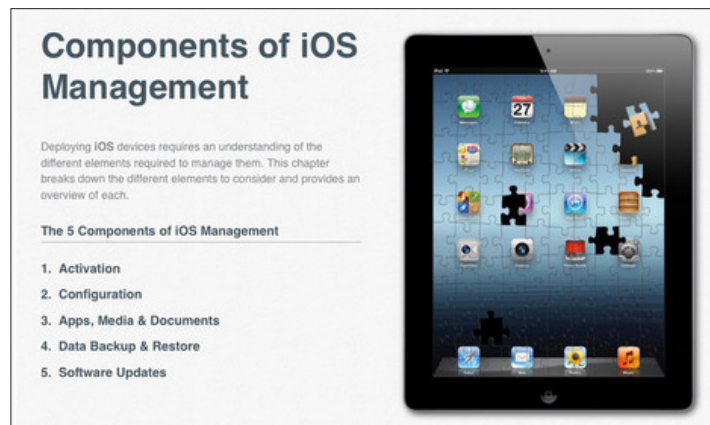 Components of iOS
Management
Deploying iOS devices requires an understanding of the
different elements required to manage them. This chapter
breaks down the different elements to consider and provides an
overview of each.
The 5 Components of iOS Management
1. Activation
2. Configuration
3. Apps, Media & Documents
4. Data Backup & Restore
5. Software Updates
iPad
27